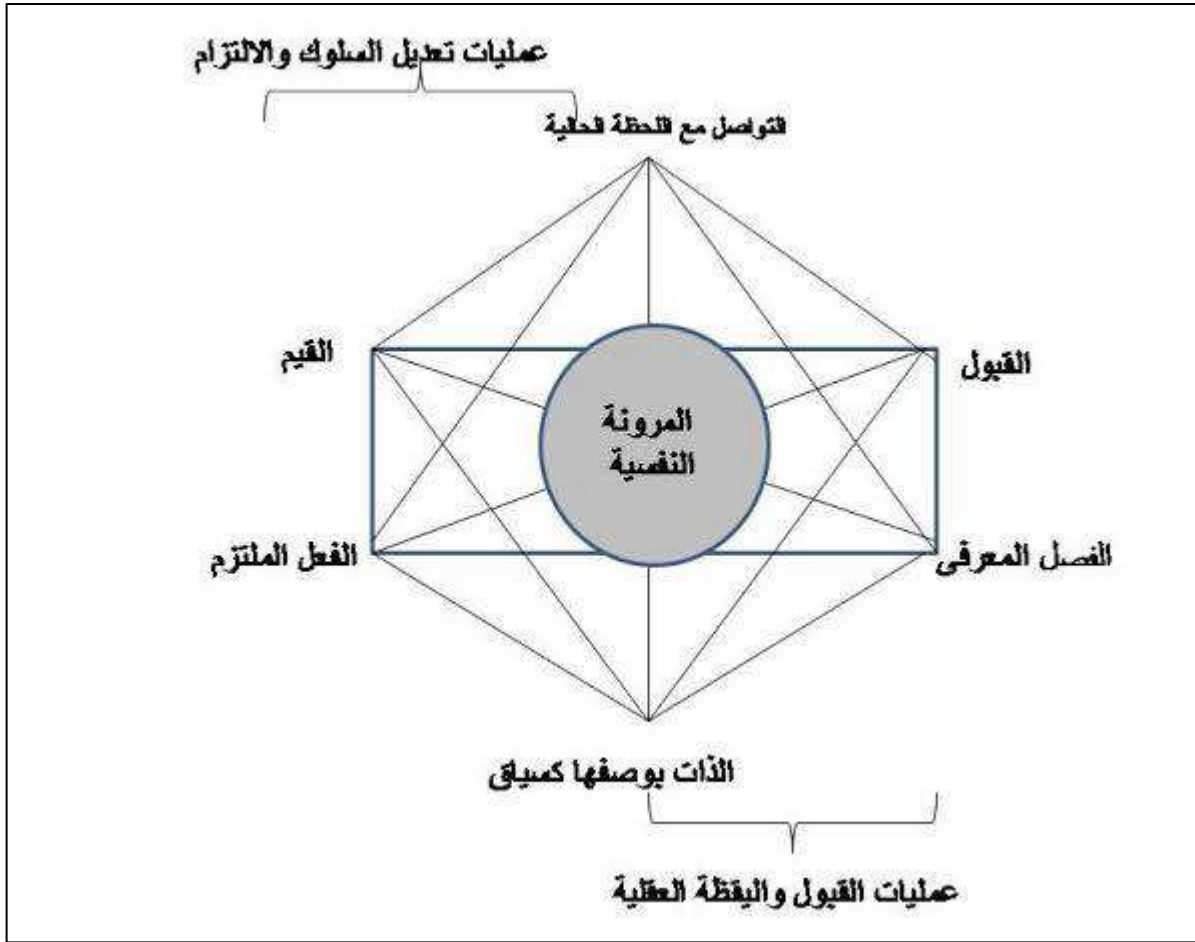 عمليات تعديل السلوك والالتزام
التواصل مع اللحظة الحالية
القبول
القيم
المرونة
النفسية
الفصل المعرفى
الفعل الملتزم
الذات بوصفها كسياق
عمليات القبول واليقظة العقلية